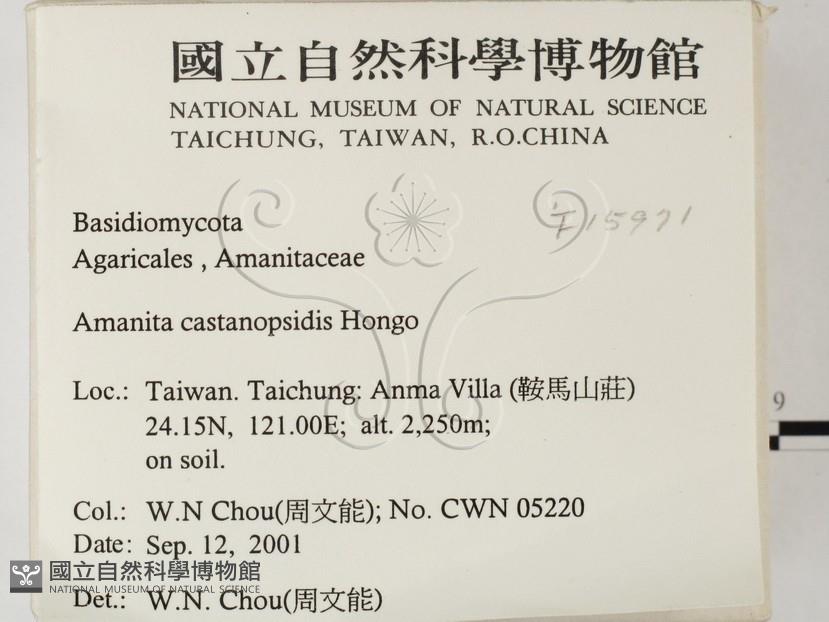 國立自然科學博物館
NATIONAL MUSEUM OF NATURAL SCIENCE
TAICHUNG, TAIWAN, R.O.CHINA
Basidiomycota
F15971
Agaricales , Amanitaceae
Amanita castanopsidis Hongo
Loc.: Taiwan. Taichung: Anma Villa (鞍馬山莊)
24.15N, 121.00E; alt. 2,250m;
on soil.
9
Col.: W.N Chou(周文能); No. CWN 05220
Date: Sep. 12, 2001
國立自然科學博物館
NATIONAL MUSEUM OF NATURAL SCIENCE
Det.: W.N. Chou(周文能)